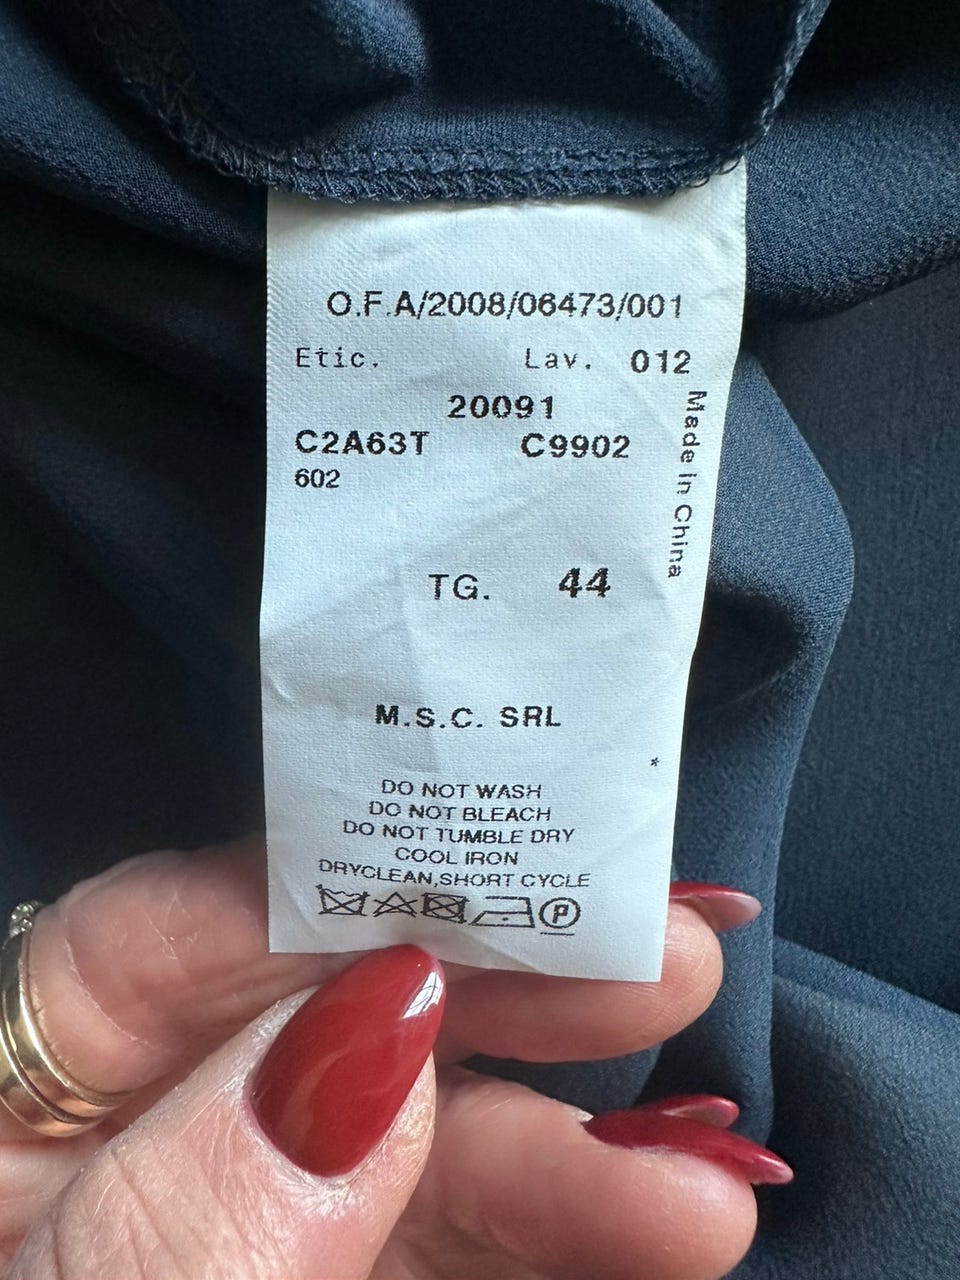 O.F.A/2008/06473/001
Etic. Lav. 012
20091
C2A63T C9902
602
Made in China
TG. 44
M.S.C. SRL
*
DO NOT WASH
DO NOT BLEACH
DO NOT TUMBLE DRY
COOL IRON
DRYCLEAN,SHORT CYCLE
P